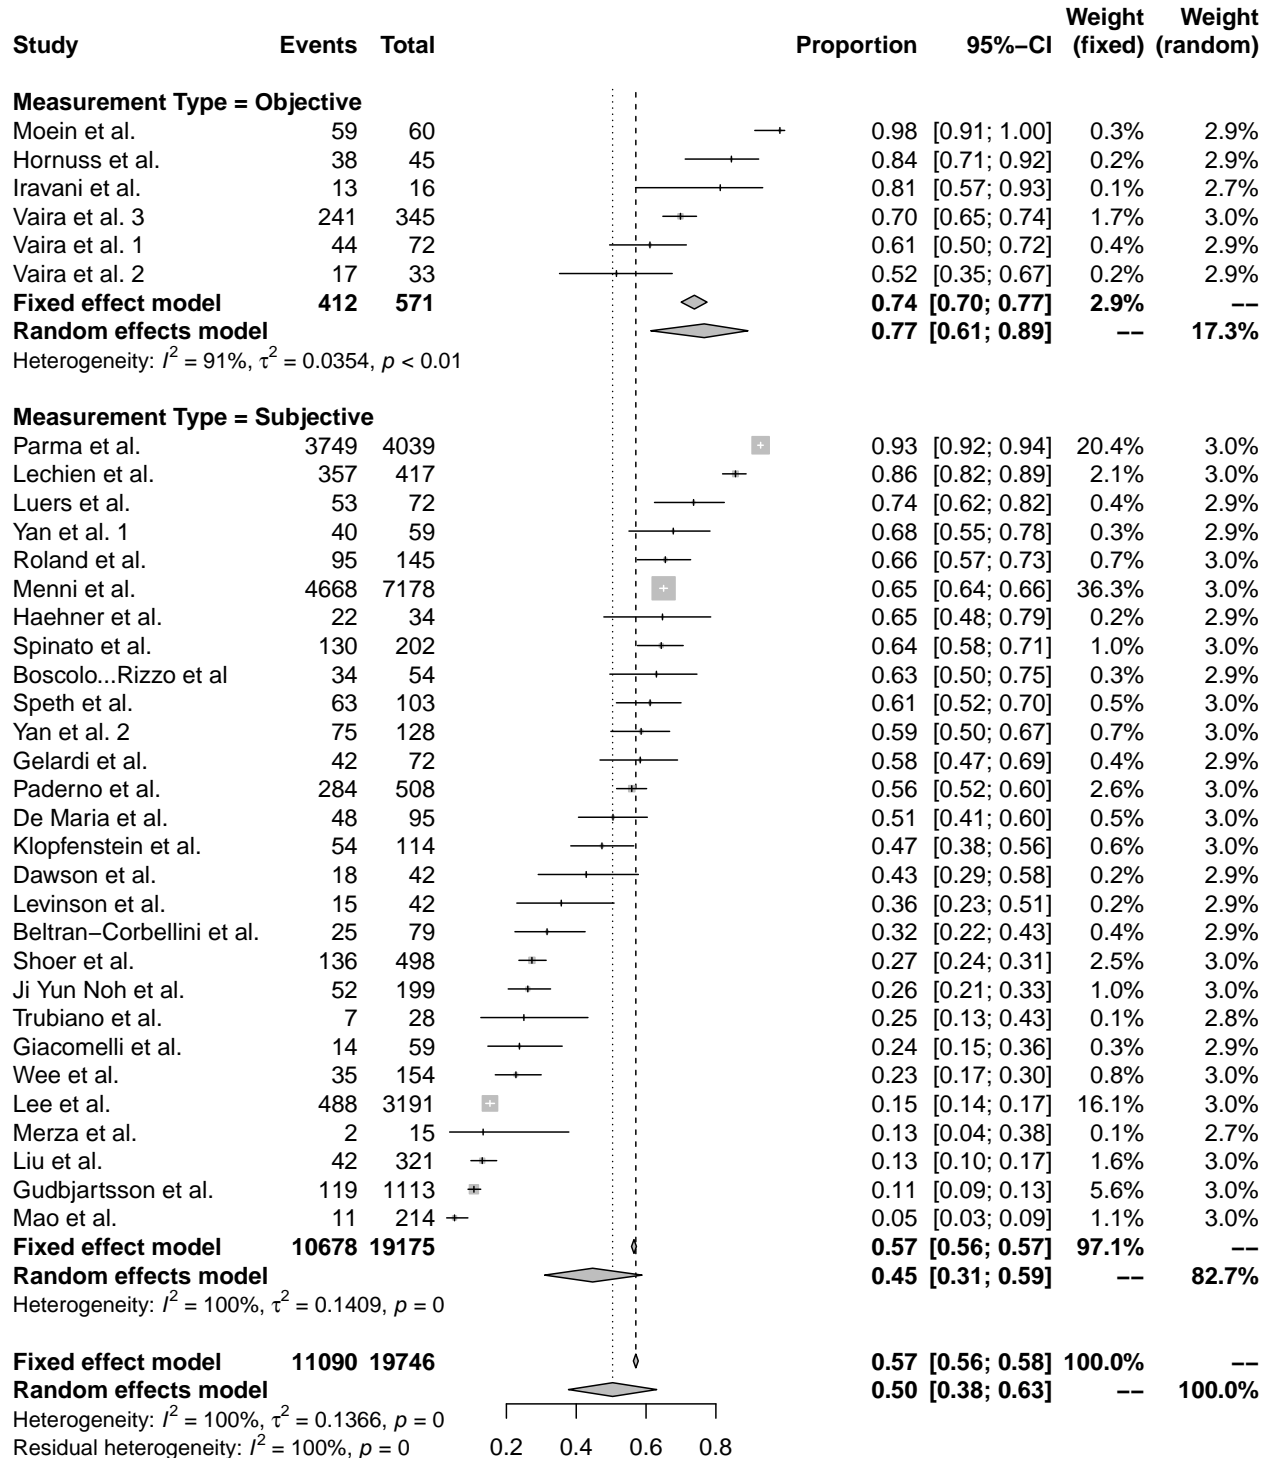 Weight Weight
Study Events Total Proportion 95%−CI (fixed) (random)
Measurement Type = Objective
Moein et al. 59 60 0.98 [0.91; 1.00] 0.3% 2.9%
Hornuss et al. 38 45 0.84 [0.71; 0.92] 0.2% 2.9%
Iravani et al. 13 16 0.81 [0.57; 0.93] 0.1% 2.7%
Vaira et al. 3 241 345 0.70 [0.65; 0.74] 1.7% 3.0%
Vaira et al. 1 44 72 0.61 [0.50; 0.72] 0.4% 2.9%
Vaira et al. 2 17 33 0.52 [0.35; 0.67] 0.2% 2.9%
Fixed effect model 412 571 0.74 [0.70; 0.77] 2.9% −−
Random effects model 0.77 [0.61; 0.89] −− 17.3%
Heterogeneity: I² = 91%, τ² = 0.0354, p < 0.01
Measurement Type = Subjective
Parma et al. 3749 4039 0.93 [0.92; 0.94] 20.4% 3.0%
Lechien et al. 357 417 0.86 [0.82; 0.89] 2.1% 3.0%
Luers et al. 53 72 0.74 [0.62; 0.82] 0.4% 2.9%
Yan et al. 1 40 59 0.68 [0.55; 0.78] 0.3% 2.9%
Roland et al. 95 145 0.66 [0.57; 0.73] 0.7% 3.0%
Menni et al. 4668 7178 0.65 [0.64; 0.66] 36.3% 3.0%
Haehner et al. 22 34 0.65 [0.48; 0.79] 0.2% 2.9%
Spinato et al. 130 202 0.64 [0.58; 0.71] 1.0% 3.0%
Boscolo...Rizzo et al 34 54 0.63 [0.50; 0.75] 0.3% 2.9%
Speth et al. 63 103 0.61 [0.52; 0.70] 0.5% 3.0%
Yan et al. 2 75 128 0.59 [0.50; 0.67] 0.7% 3.0%
Gelardi et al. 42 72 0.58 [0.47; 0.69] 0.4% 2.9%
Paderno et al. 284 508 0.56 [0.52; 0.60] 2.6% 3.0%
De Maria et al. 48 95 0.51 [0.41; 0.60] 0.5% 3.0%
Klopfenstein et al. 54 114 0.47 [0.38; 0.56] 0.6% 3.0%
Dawson et al. 18 42 0.43 [0.29; 0.58] 0.2% 2.9%
Levinson et al. 15 42 0.36 [0.23; 0.51] 0.2% 2.9%
Beltran−Corbellini et al. 25 79 0.32 [0.22; 0.43] 0.4% 2.9%
Shoer et al. 136 498 0.27 [0.24; 0.31] 2.5% 3.0%
Ji Yun Noh et al. 52 199 0.26 [0.21; 0.33] 1.0% 3.0%
Trubiano et al. 7 28 0.25 [0.13; 0.43] 0.1% 2.8%
Giacomelli et al. 14 59 0.24 [0.15; 0.36] 0.3% 2.9%
Wee et al. 35 154 0.23 [0.17; 0.30] 0.8% 3.0%
Lee et al. 488 3191 0.15 [0.14; 0.17] 16.1% 3.0%
Merza et al. 2 15 0.13 [0.04; 0.38] 0.1% 2.7%
Liu et al. 42 321 0.13 [0.10; 0.17] 1.6% 3.0%
Gudbjartsson et al. 119 1113 0.11 [0.09; 0.13] 5.6% 3.0%
Mao et al. 11 214 0.05 [0.03; 0.09] 1.1% 3.0%
Fixed effect model 10678 19175 0.57 [0.56; 0.57] 97.1% −−
Random effects model 0.45 [0.31; 0.59] −− 82.7%
Heterogeneity: I² = 100%, τ² = 0.1409, p = 0
Fixed effect model 11090 19746 0.57 [0.56; 0.58] 100.0% −−
Random effects model 0.50 [0.38; 0.63] −− 100.0%
Heterogeneity: I² = 100%, τ² = 0.1366, p = 0
Residual heterogeneity: I² = 100%, p = 0 0.2 0.4 0.6 0.8